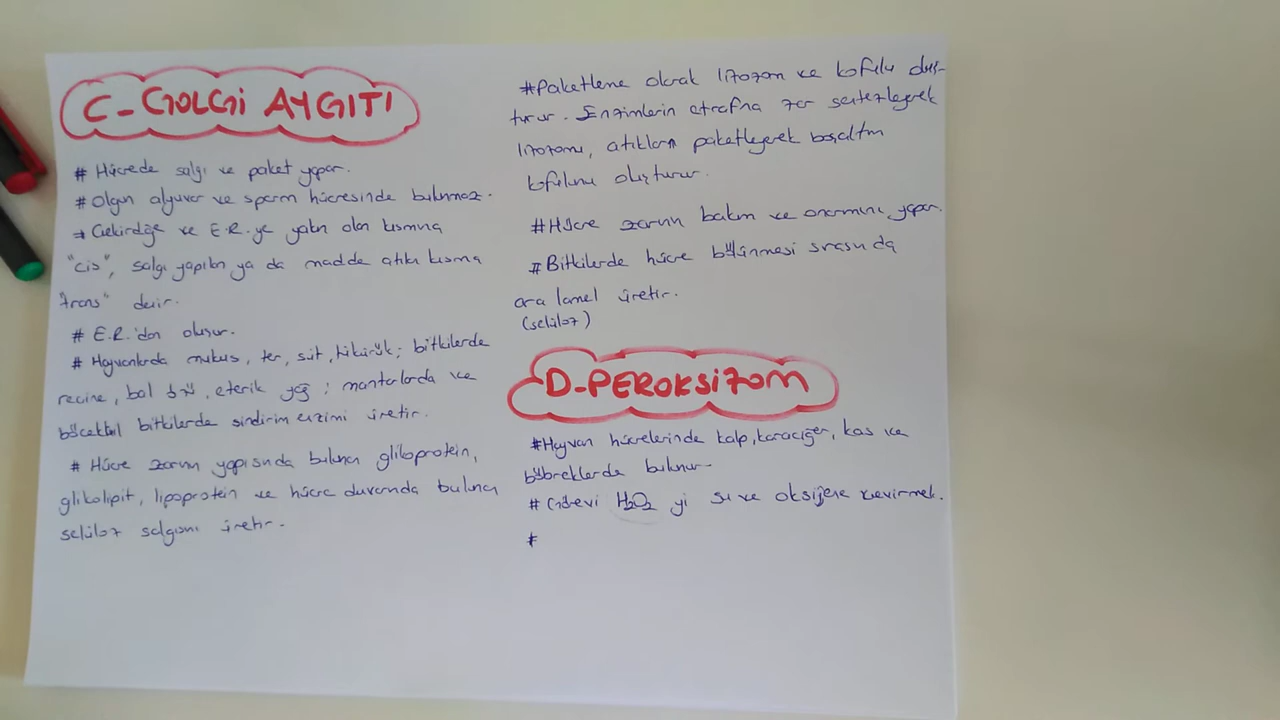 C-GOLGİ AYGITI
# Hücrede salgı ve paket yapar.
# Olgun alyuvar ve sperm hücresinde bulunmaz.
→ Çekirdeğe ve E.R.ye yakın olan kısmına
"cis", salgı yapılan ya da madde atılan kısma
"trans" denir.
# E.R.'den oluşur.
# Hayvanlarda mukus, ter, süt, tükürük; bitkilerde
reçine, bal özü, eterik yağ; mantarlarda ve
böcekçil bitkilerde sindirim enzimi üretir.
# Hücre zarının yapısında bulunan glikoprotein,
glikolipit, lipoprotein ve hücre duvarında bulunan
selüloz salgısını üretir.
#Paketleme olarak lizozom ve kofulu oluş-
turur. Enzimlerin etrafına zar sentezleyerek
lizozomu, atıkları paketleyerek boşaltım
kofulunu oluşturur.
#Hücre zarının bakım ve onarımını yapar.
#Bitkilerde hücre bölünmesi sırasında
ara lamel üretir.
(selüloz)
D-PEROKSİZOM
#Hayvan hücrelerinde kalp, karaciğer, kas ve
böbreklerde bulunur.
# Görevi H₂O₂ yi su ve oksijene çevirmek.
#